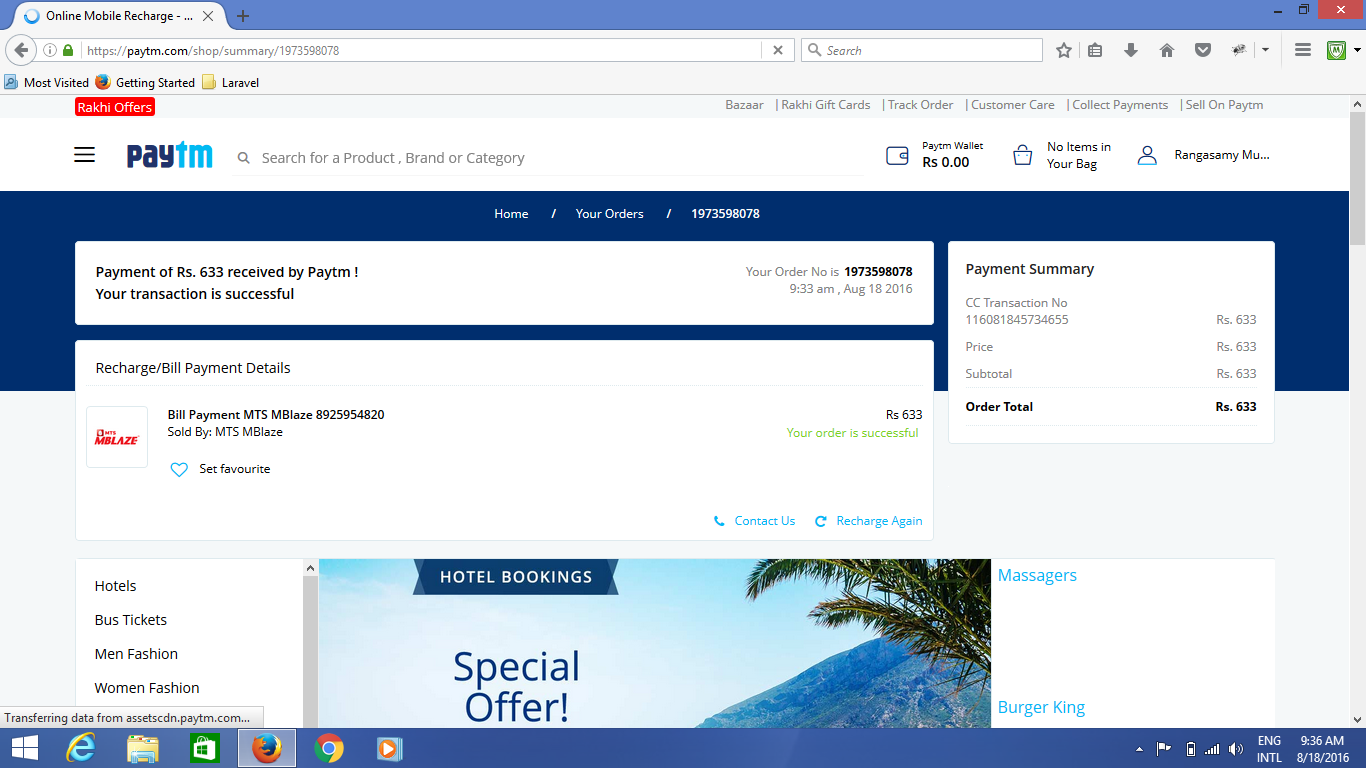 Online Mobile Recharge - ...
https://paytm.com/shop/summary/1973598078
Search
Most Visited
Getting Started
Laravel
Rakhi Offers
Bazaar | Rakhi Gift Cards | Track Order | Customer Care | Collect Payments | Sell On Paytm
paytm
Search for a Product , Brand or Category
Paytm Wallet
Rs 0.00
No Items in
Your Bag
Rangasamy Mu...
Home / Your Orders / 1973598078
Payment of Rs. 633 received by Paytm !
Your transaction is successful
Your Order No is 1973598078
9:33 am , Aug 18 2016
Payment Summary
CC Transaction No
116081845734655 Rs. 633
Price Rs. 633
Subtotal Rs. 633
Order Total Rs. 633
Recharge/Bill Payment Details
MTS
MBLAZE
Bill Payment MTS MBlaze 8925954820 Rs 633
Sold By: MTS MBlaze Your order is successful
Set favourite
Contact Us Recharge Again
Hotels
Bus Tickets
Men Fashion
Women Fashion
HOTEL BOOKINGS
Special
Offer!
Massagers
Burger King
Transferring data from assetscdn.paytm.com...
ENG
INTL
9:36 AM
8/18/2016